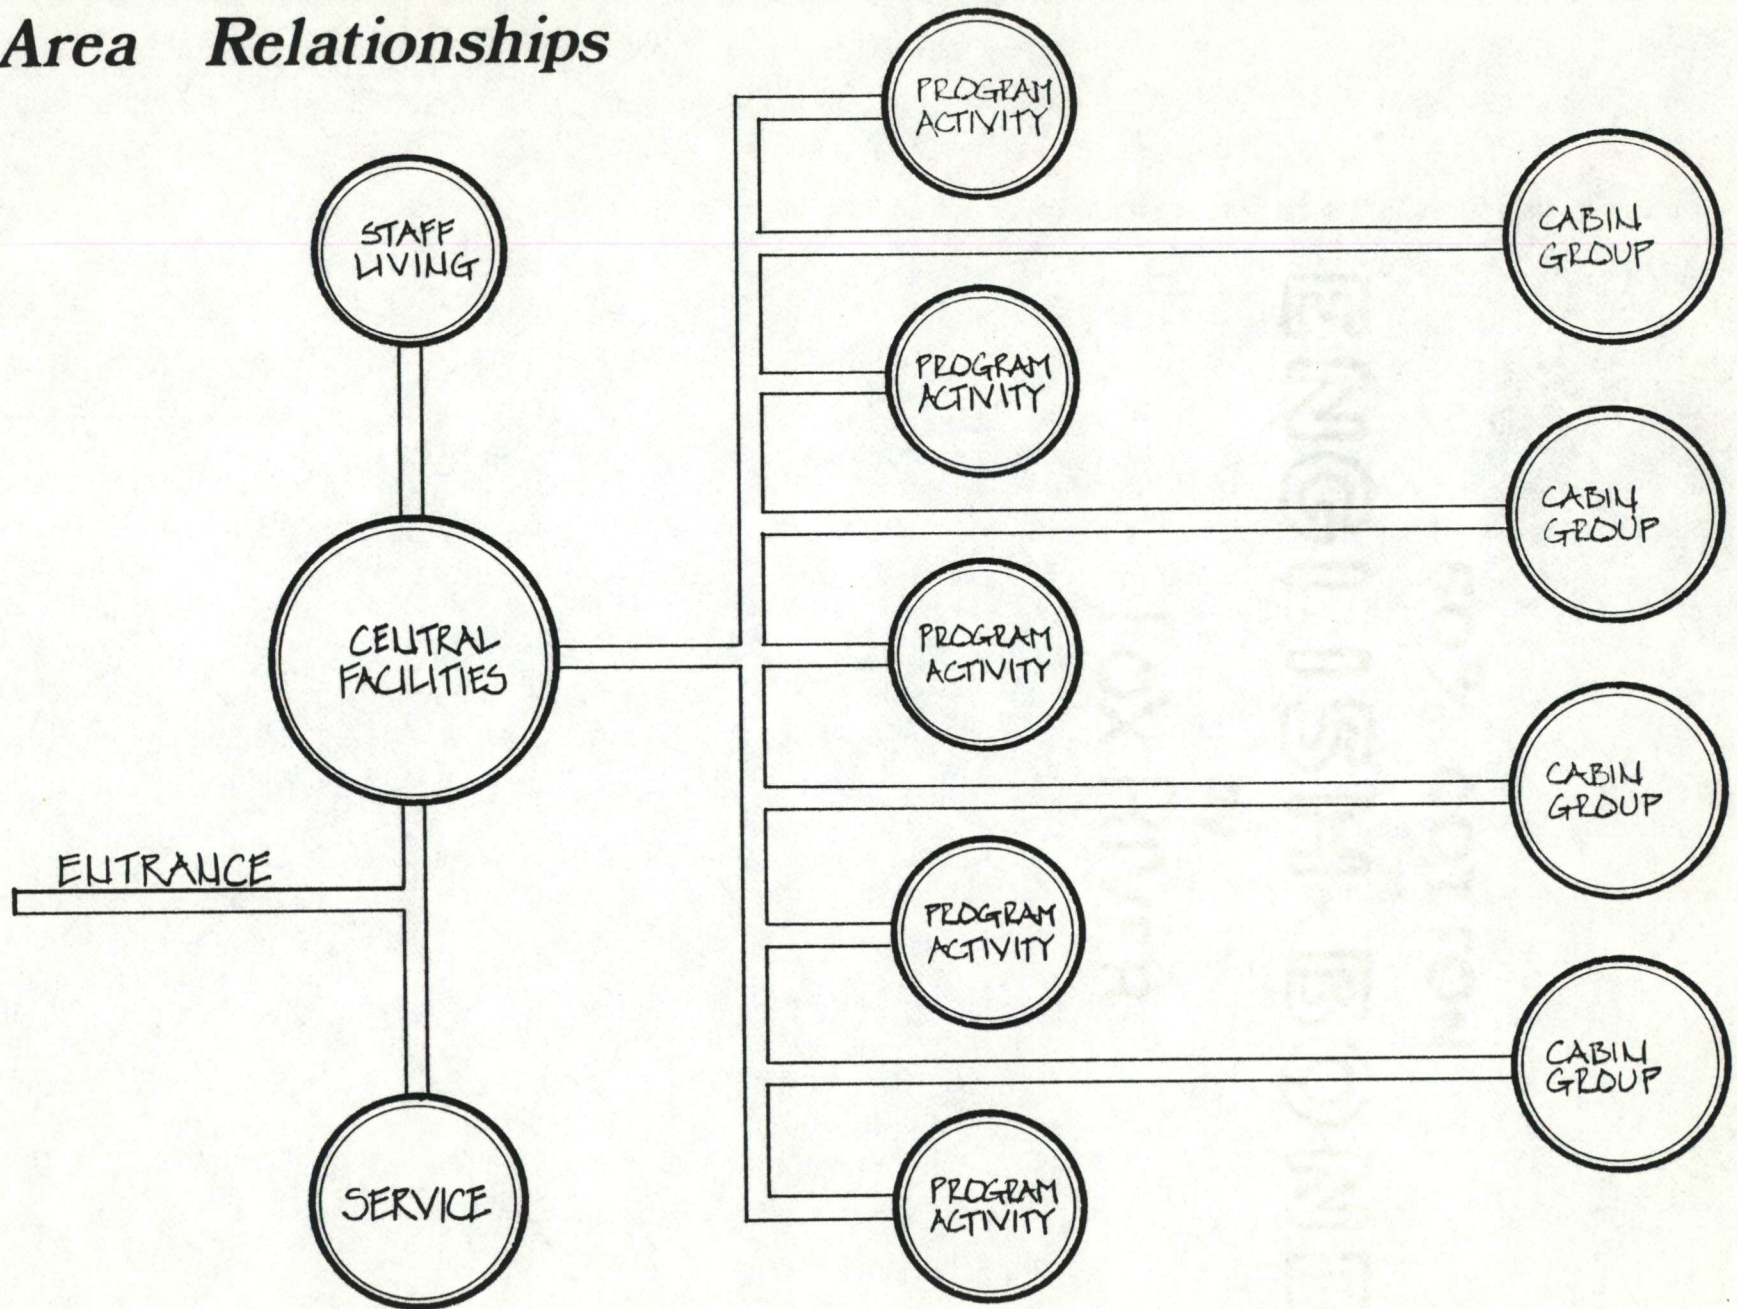 Area Relationships
PROGRAM
ACTIVITY
STAFF
LIVING
CABIN
GROUP
PROGRAM
ACTIVITY
CABIN
GROUP
CENTRAL
FACILITIES
PROGRAM
ACTIVITY
CABIN
GROUP
ENTRANCE
PROGRAM
ACTIVITY
CABIN
GROUP
SERVICE
PROGRAM
ACTIVITY